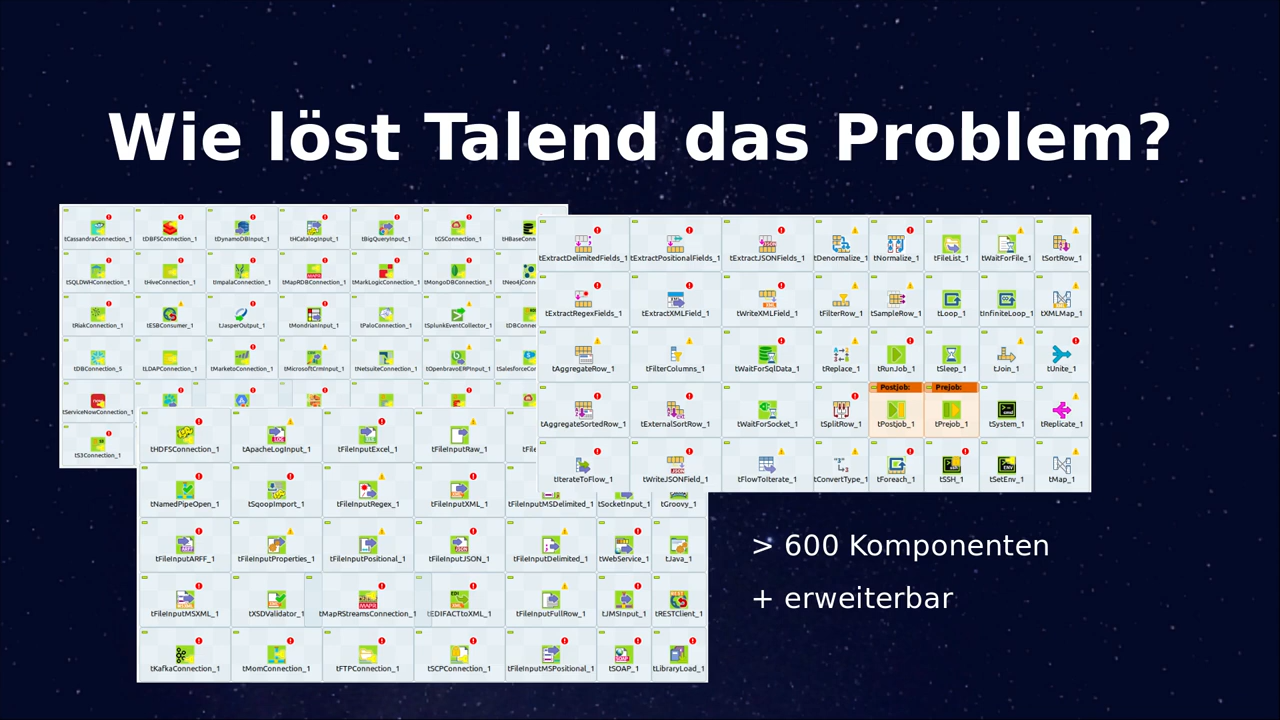 Wie löst Talend das Problem?
tCassandraConnection_1 tDBFSConnection_1 tDynamoDBInput_1 tHCatalogInput_1 tBigQueryInput_1 tGSConnection_1
tSQLDWHConnection_1 tHiveConnection_1 tImpalaConnection_1 tMapRDBConnection_1 tMarkLogicConnection_1 tMongoDBConnection_1
tRiakConnection_1 tESBConsumer_1 tJasperOutput_1 tMondrianInput_1 tPaloConnection_1 tSplunkEventCollector_1
tDBConnection_5 tLDAPConnection_1 tMarketoConnection_1 tMicrosoftCrmInput_1 tNetsuiteConnection_1 tOpenbravoERPInput_1
tServiceNowConnection_1
tS3Connection_1
tExtractDelimitedFields_1 tExtractPositionalFields_1 tExtractJSONFields_1 tDenormalize_1 tNormalize_1 tFileList_1 tWaitForFile_1 tSortRow_1
tExtractRegexFields_1 tExtractXMLField_1 tWriteXMLField_1 tFilterRow_1 tSampleRow_1 tLoop_1 tInfiniteLoop_1 tXMLMap_1
tAggregateRow_1 tFilterColumns_1 tWaitForSqlData_1 tReplace_1 tRunJob_1 tSleep_1 tJoin_1 tUnite_1
Postjob: Prejob:
tAggregateSortedRow_1 tExternalSortRow_1 tWaitForSocket_1 tSplitRow_1 tPostjob_1 tPrejob_1 tSystem_1 tReplicate_1
tIterateToFlow_1 tWriteJSONField_1 tFlowToIterate_1 tConvertType_1 tForeach_1 tSSH_1 tSetEnv_1 tMap_1
tHDFSConnection_1 tApacheLogInput_1 tFileInputExcel_1 tFileInputRaw_1
tNamedPipeOpen_1 tSqoopImport_1 tFileInputRegex_1 tFileInputXML_1 tFileInputMSDelimited_1 tSocketInput_1 tGroovy_1
tFileInputARFF_1 tFileInputProperties_1 tFileInputPositional_1 tFileInputJSON_1 tFileInputDelimited_1 tWebService_1 tJava_1
tFileInputMSXML_1 tXSDValidator_1 tMapRStreamsConnection_1 tEDIFACTtoXML_1 tFileInputFullRow_1 tJMSInput_1 tRESTClient_1
tKafkaConnection_1 tMomConnection_1 tFTPConnection_1 tSCPConnection_1 tFileInputMSPositional_1 tSOAP_1 tLibraryLoad_1
> 600 Komponenten
+ erweiterbar